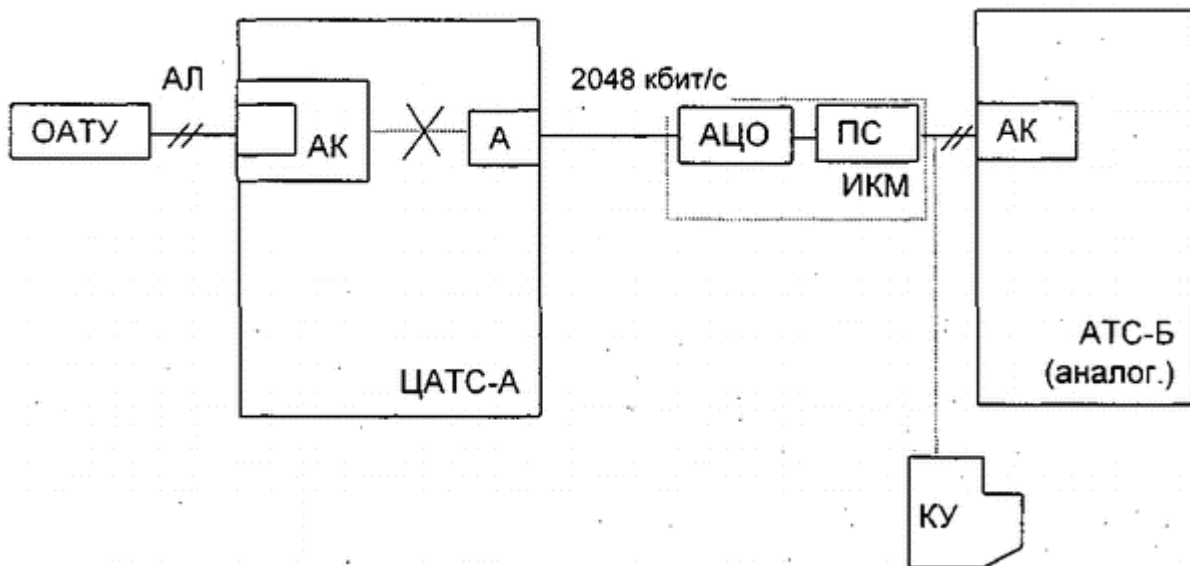 АЛ
2048 кбит/с
ОАТУ
АК
А
АЦО
ПС
АК
ИКМ
ЦАТС-А
АТС-Б
(аналог.)
КУ